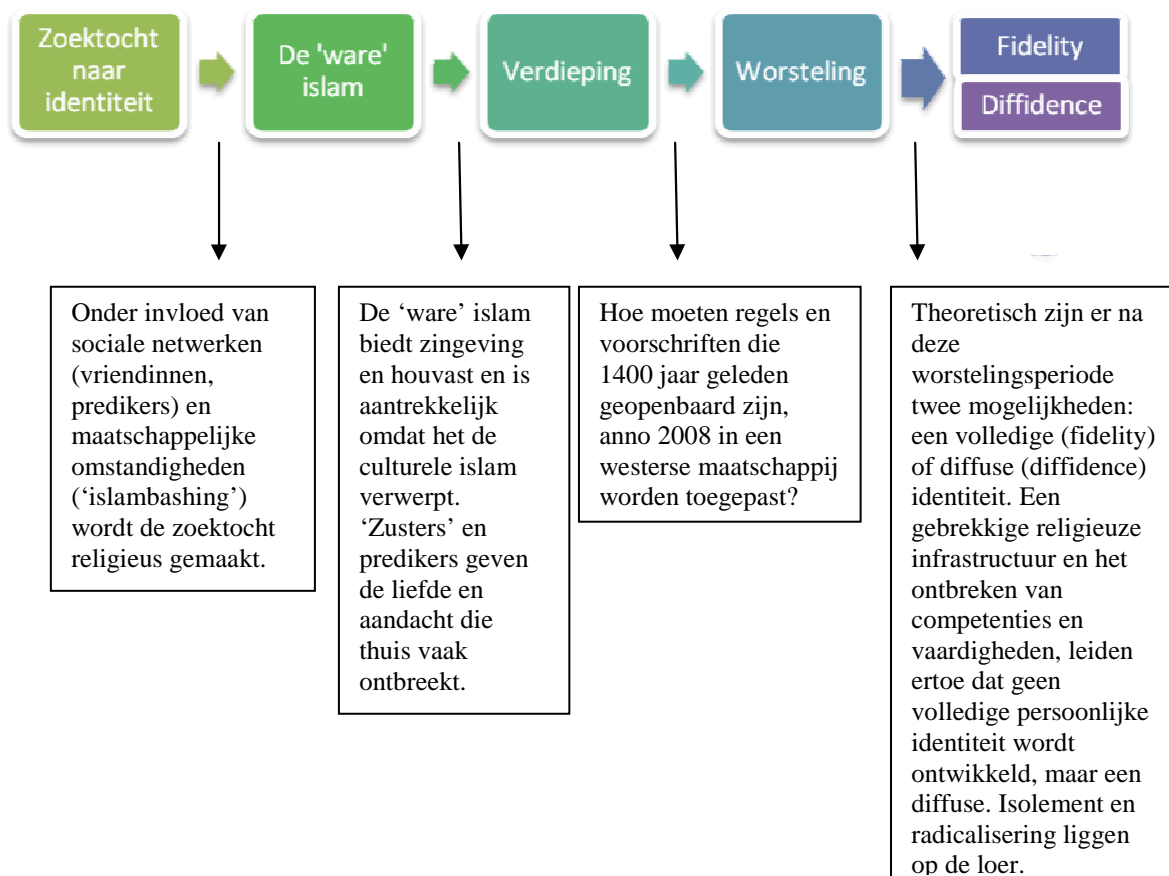 Zoektocht
naar
identiteit
De 'ware'
islam
Verdieping
Worsteling
Fidelity
Diffidence
Onder invloed van
sociale netwerken
(vriendinnen,
predikers) en
maatschappelijke
omstandigheden
(‘islambashing’)
wordt de zoektocht
religieus gemaakt.
De ‘ware’ islam
biedt zingeving
en houvast en is
aantrekkelijk
omdat het de
culturele islam
verwerpt.
‘Zusters’ en
predikers geven
de liefde en
aandacht die
thuis vaak
ontbreekt.
Hoe moeten regels en
voorschriften die
1400 jaar geleden
geopenbaard zijn,
anno 2008 in een
westerse maatschappij
worden toegepast?
Theoretisch zijn er na
deze
worstelingsperiode
twee mogelijkheden:
een volledige (fidelity)
of diffuse (diffidence)
identiteit. Een
gebrekkige religieuze
infrastructuur en het
ontbreken van
competenties en
vaardigheden, leiden
ertoe dat geen
volledige persoonlijke
identiteit wordt
ontwikkeld, maar een
diffuse. Isolement en
radicalisering liggen
op de loer.